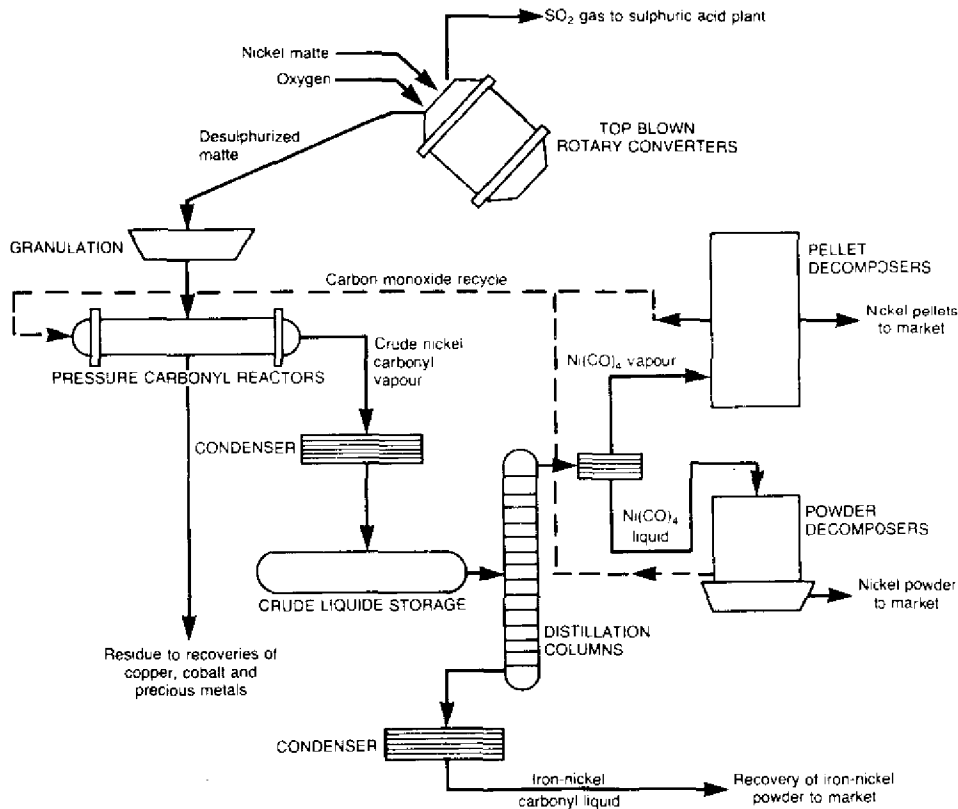 SO₂ gas to sulphuric acid plant
Nickel matte
Oxygen
TOP BLOWN
ROTARY CONVERTERS
Desulphurized
matte
GRANULATION
PELLET
DECOMPOSERS
Carbon monoxide recycle
Nickel pellets
to market
Crude nickel
carbonyl
vapour
PRESSURE CARBONYL REACTORS
Ni(CO)₄ vapour
CONDENSER
Ni(CO)₄
liquid
POWDER
DECOMPOSERS
CRUDE LIQUIDE STORAGE
Nickel powder
to market
DISTILLATION
COLUMNS
Residue to recoveries of
copper, cobalt and
precious metals
CONDENSER
Iron-nickel
carbonyl liquid
Recovery of iron-nickel
powder to market